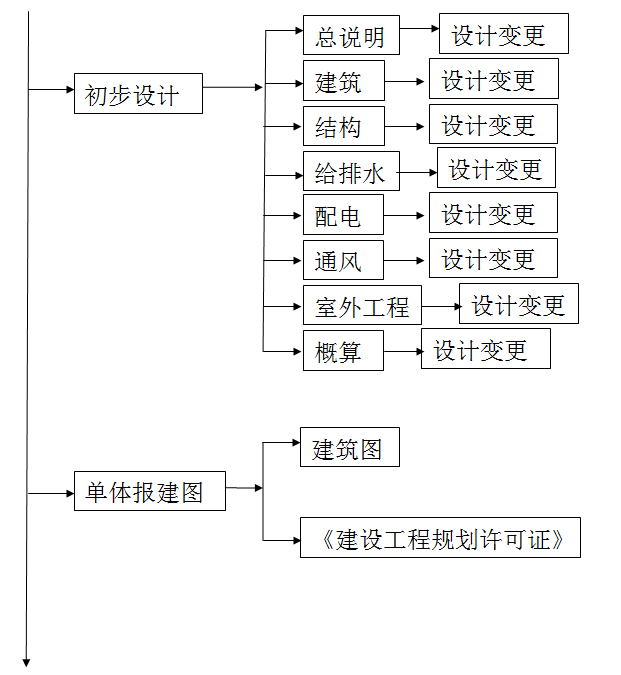 总说明
设计变更
初步设计
建筑
设计变更
结构
设计变更
给排水
设计变更
配电
设计变更
通风
设计变更
室外工程
设计变更
概算
设计变更
建筑图
单体报建图
《建设工程规划许可证》